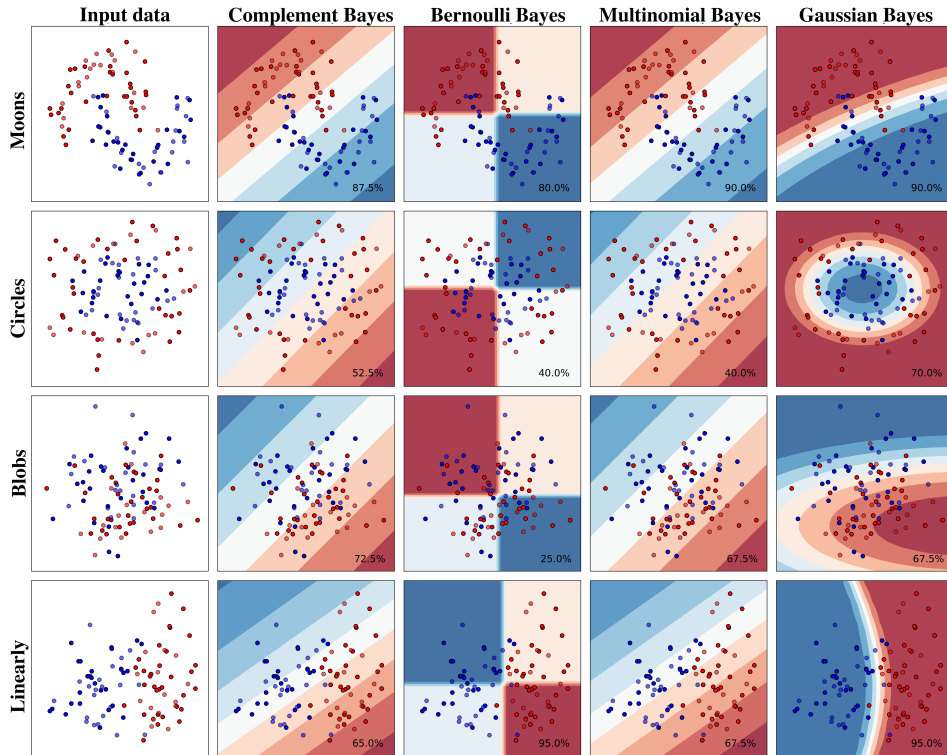 Input data Complement Bayes Bernoulli Bayes Multinomial Bayes Gaussian Bayes
Moons
87.5% 80.0% 90.0% 90.0%
Circles
52.5% 40.0% 40.0% 70.0%
Blobs
72.5% 25.0% 67.5% 67.5%
Linearly
65.0% 95.0% 67.5% 95.0%